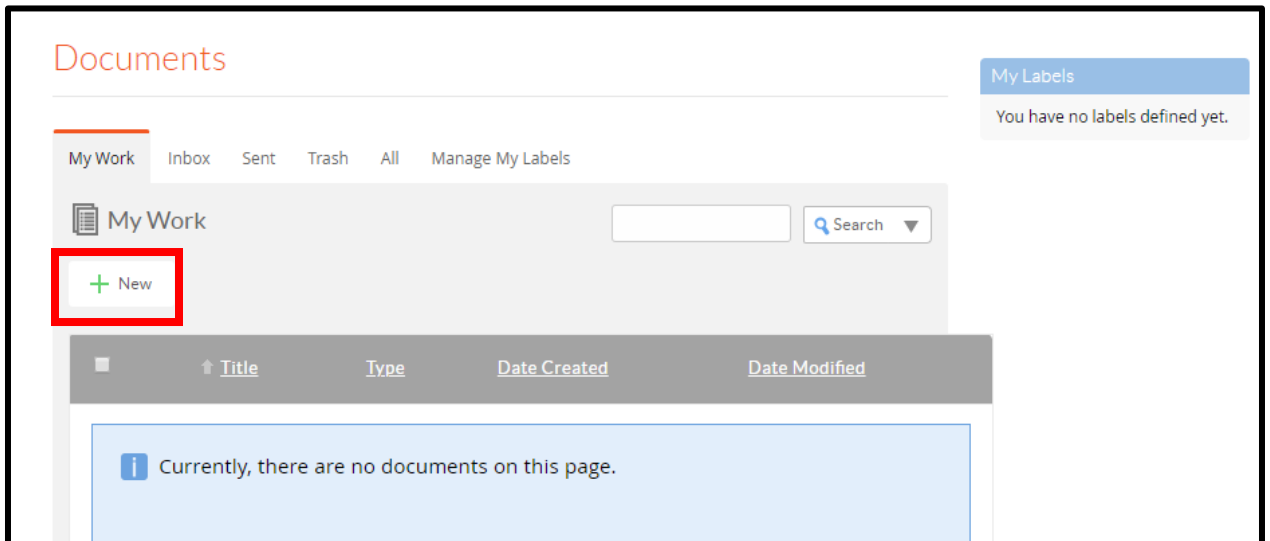 Documents
My Labels
You have no labels defined yet.
My Work Inbox Sent Trash All Manage My Labels
My Work
Search
New
Title Type Date Created Date Modified
Currently, there are no documents on this page.